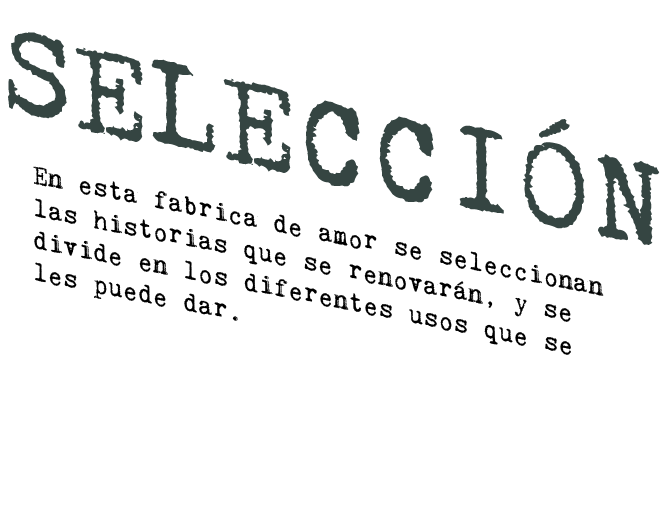 SELECCIÓN
En esta fabrica de amor se seleccionan
las historias que se renovarán, y se
divide en los diferentes usos que se
les puede dar.